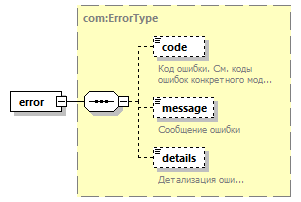 com:ErrorType
code
Код ошибки. См. коды
ошибок конкретного мод...
error
message
Сообщение ошибки
details
Детализация оши...